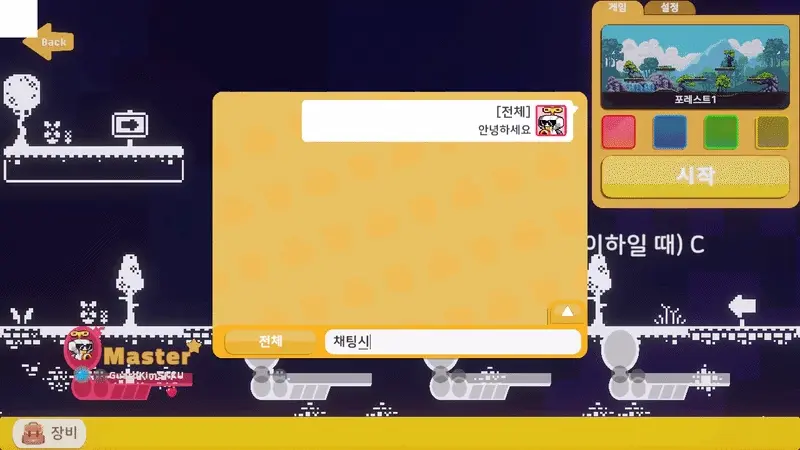 Back
게임
설정
포레스트1
시작
[전체]
안녕하세요
이하일 때) C
전체
채팅시
Master
장비